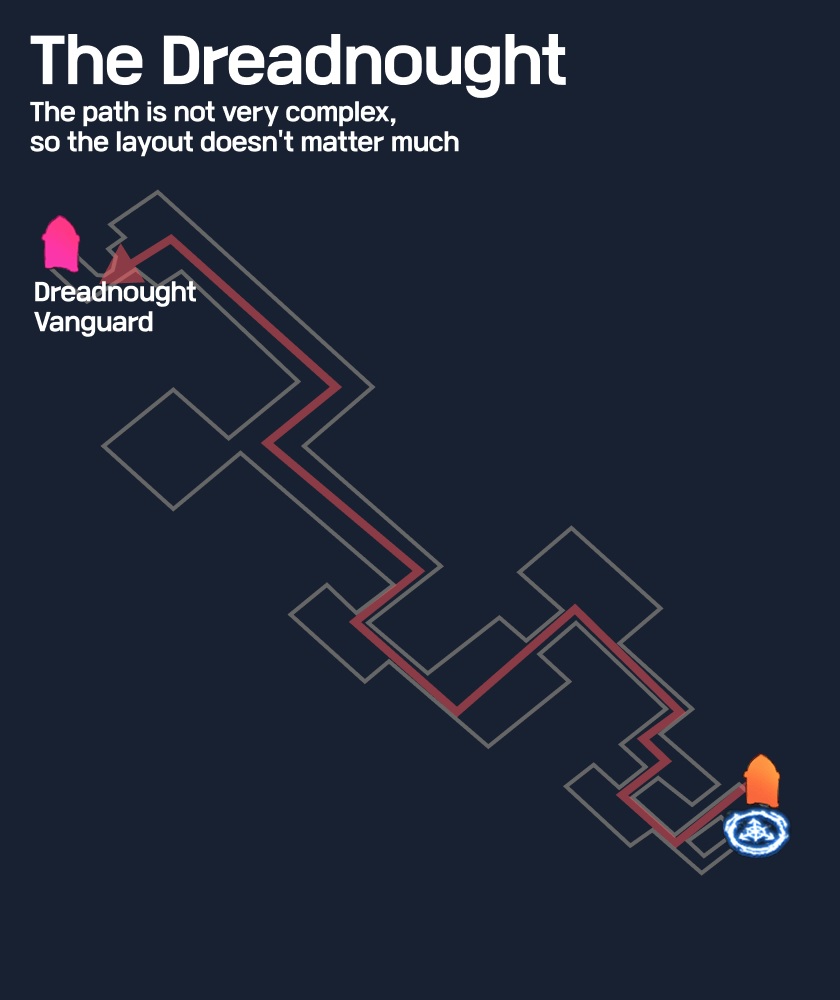 The Dreadnought
The path is not very complex,
so the layout doesn't matter much
Dreadnought
Vanguard